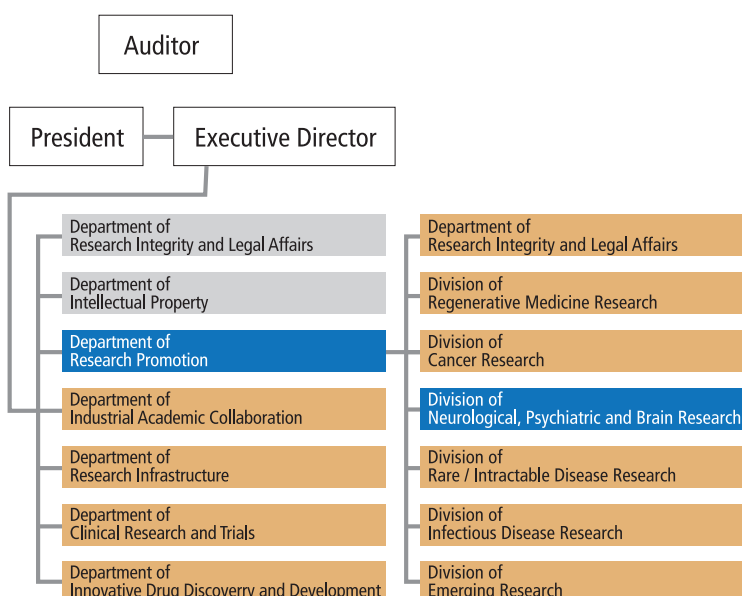 Auditor
President
Executive Director
Department of
Research Integrity and Legal Affairs
Department of
Intellectual Property
Department of
Research Promotion
Department of
Industrial Academic Collaboration
Department of
Research Infrastructure
Department of
Clinical Research and Trials
Department of
Innovative Drug Discoverry and Development
Department of
Research Integrity and Legal Affairs
Division of
Regenerative Medicine Research
Division of
Cancer Research
Division of
Neurological, Psychiatric and Brain Research
Division of
Rare / Intractable Disease Research
Division of
Infectious Disease Research
Division of
Emerging Research